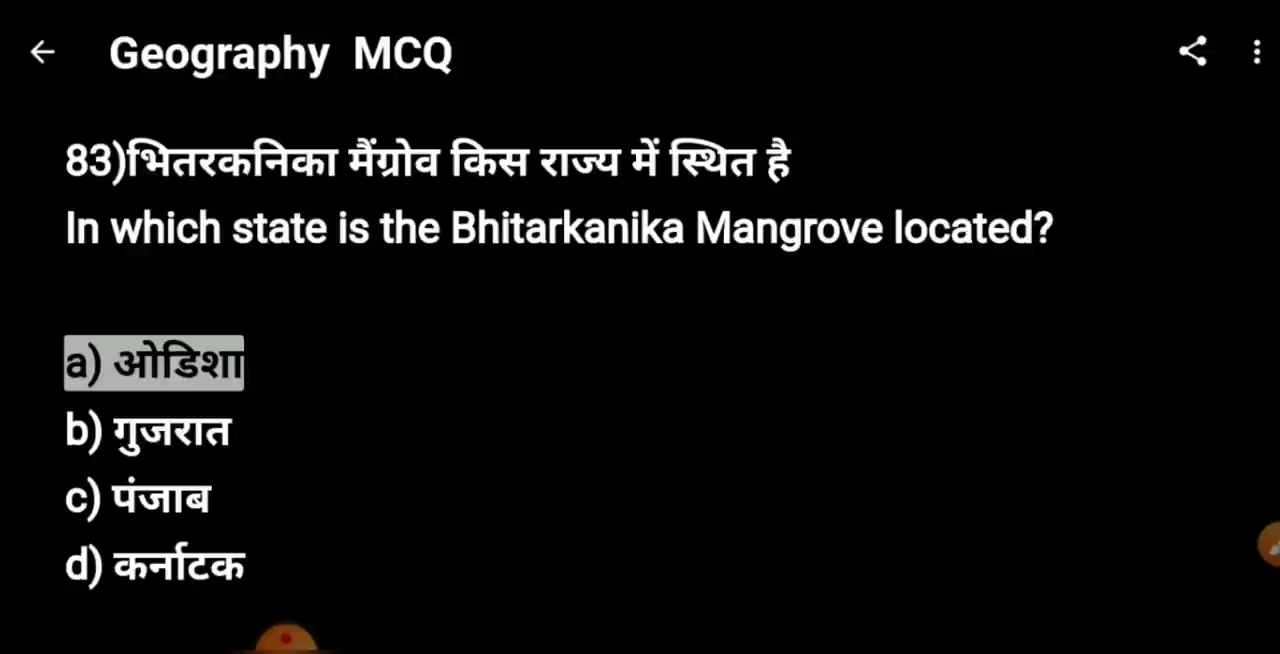 Geography MCQ
83)भितरकनिका मैंग्रोव किस राज्य में स्थित है
In which state is the Bhitarkanika Mangrove located?
a) ओडिशा
b) गुजरात
c) पंजाब
d) कर्नाटक